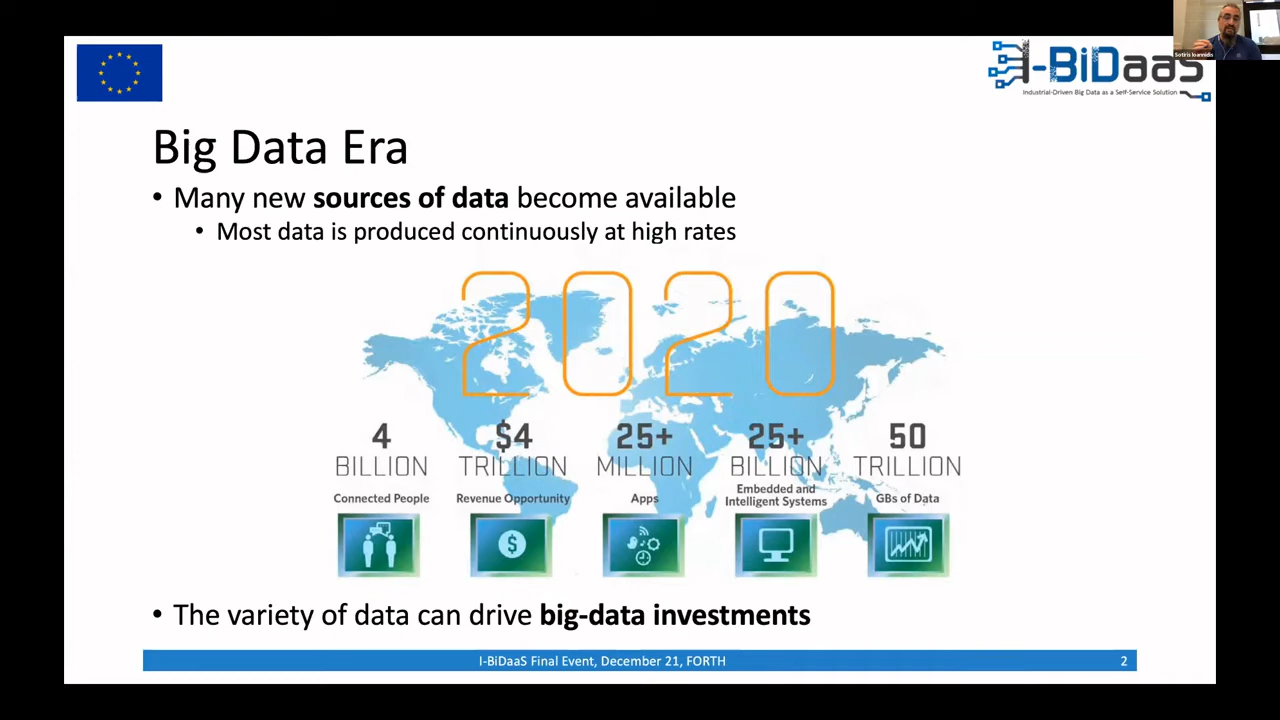 Sotiris Ioannidis
I-BiDaaS
Industrial-Driven Big Data as a Self-Service Solution
Big Data Era
• Many new sources of data become available
• Most data is produced continuously at high rates
2020
4
BILLION
Connected People
$4
TRILLION
Revenue Opportunity
25+
MILLION
Apps
25+
BILLION
Embedded and
Intelligent Systems
50
TRILLION
GBs of Data
$
• The variety of data can drive big-data investments
I-BiDaaS Final Event, December 21, FORTH
2